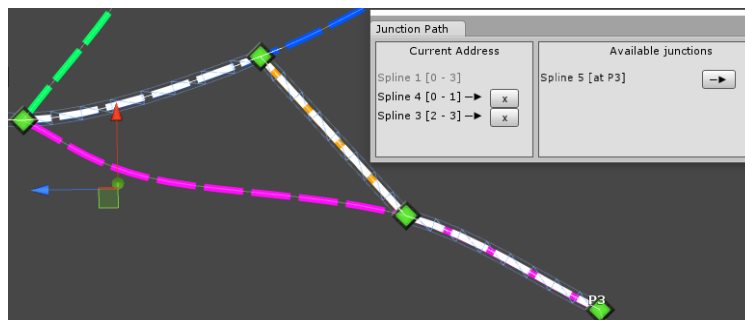 Junction Path
Current Address
Available junctions
Spline 1 [0 - 3]
Spline 5 [at P3]
Spline 4 [0 - 1]
x
Spline 3 [2 - 3]
x
P3